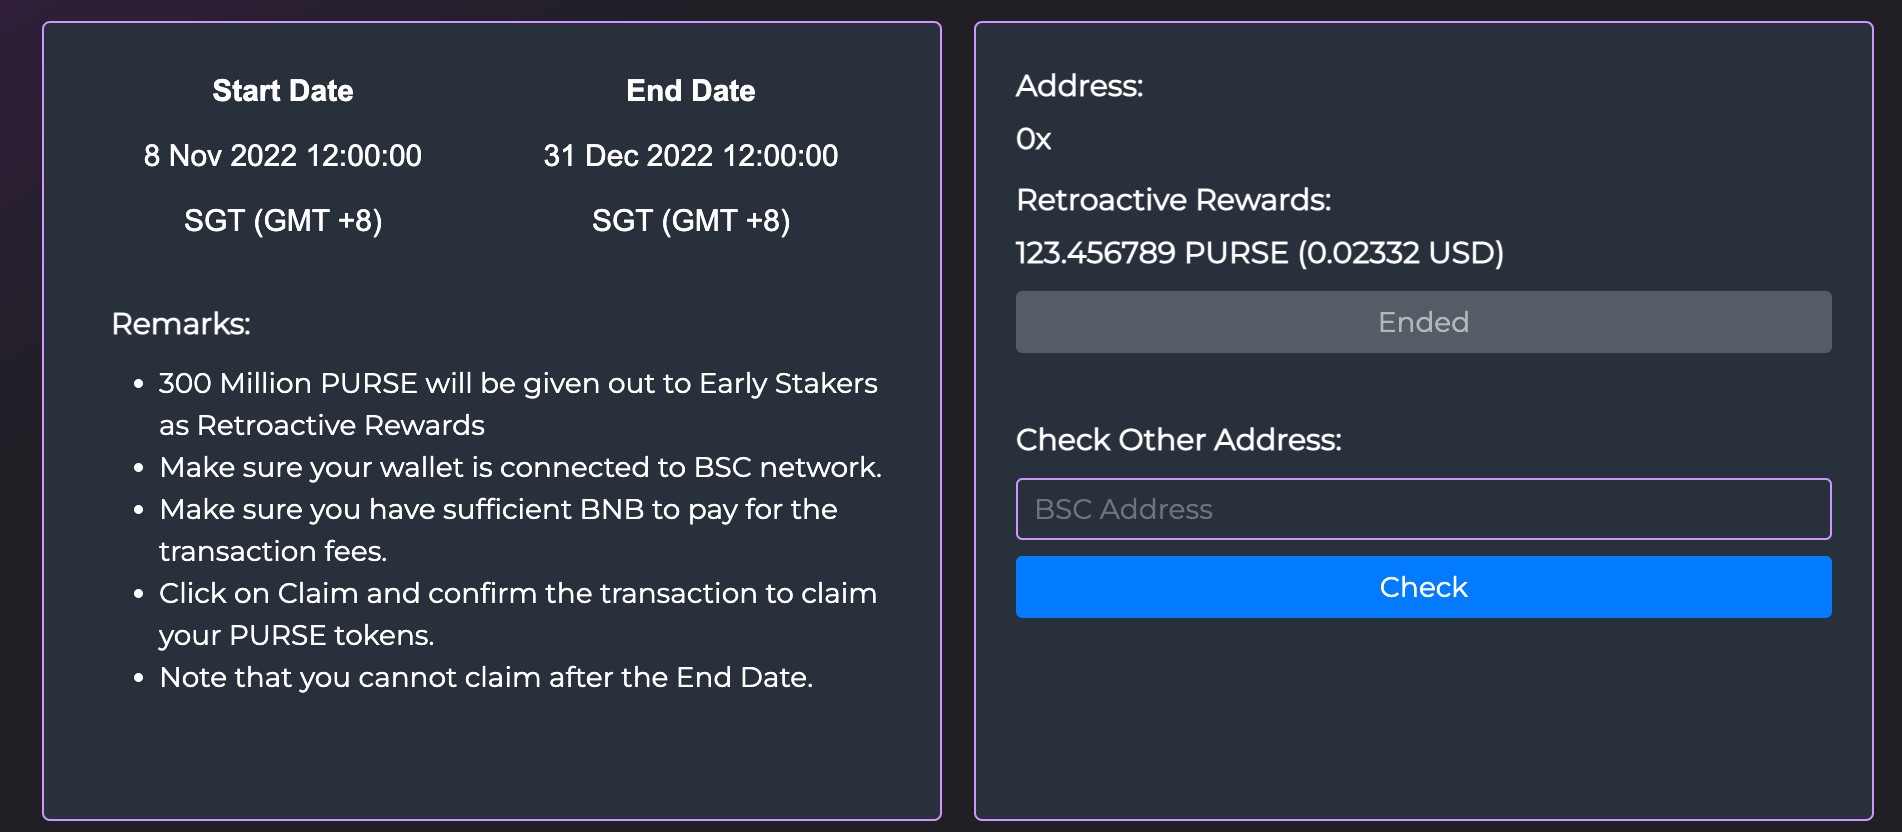 Start Date
End Date
8 Nov 2022 12:00:00
31 Dec 2022 12:00:00
SGT (GMT +8)
SGT (GMT +8)
Remarks:
• 300 Million PURSE will be given out to Early Stakers
as Retroactive Rewards
• Make sure your wallet is connected to BSC network.
• Make sure you have sufficient BNB to pay for the
transaction fees.
• Click on Claim and confirm the transaction to claim
your PURSE tokens.
• Note that you cannot claim after the End Date.
Address:
0x
Retroactive Rewards:
123.456789 PURSE (0.02332 USD)
Ended
Check Other Address:
BSC Address
Check